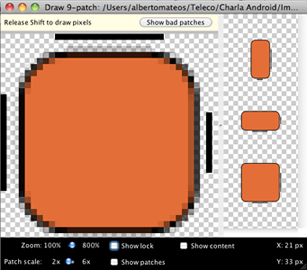 Draw 9-patch: /Users/albertomateos/Teleco/Charla Android/Im...
Release Shift to draw pixels
Show bad patches
Zoom: 100% 800% Show lock Show content X: 21 px
Patch scale: 2x 6x Show patches Y: 33 px